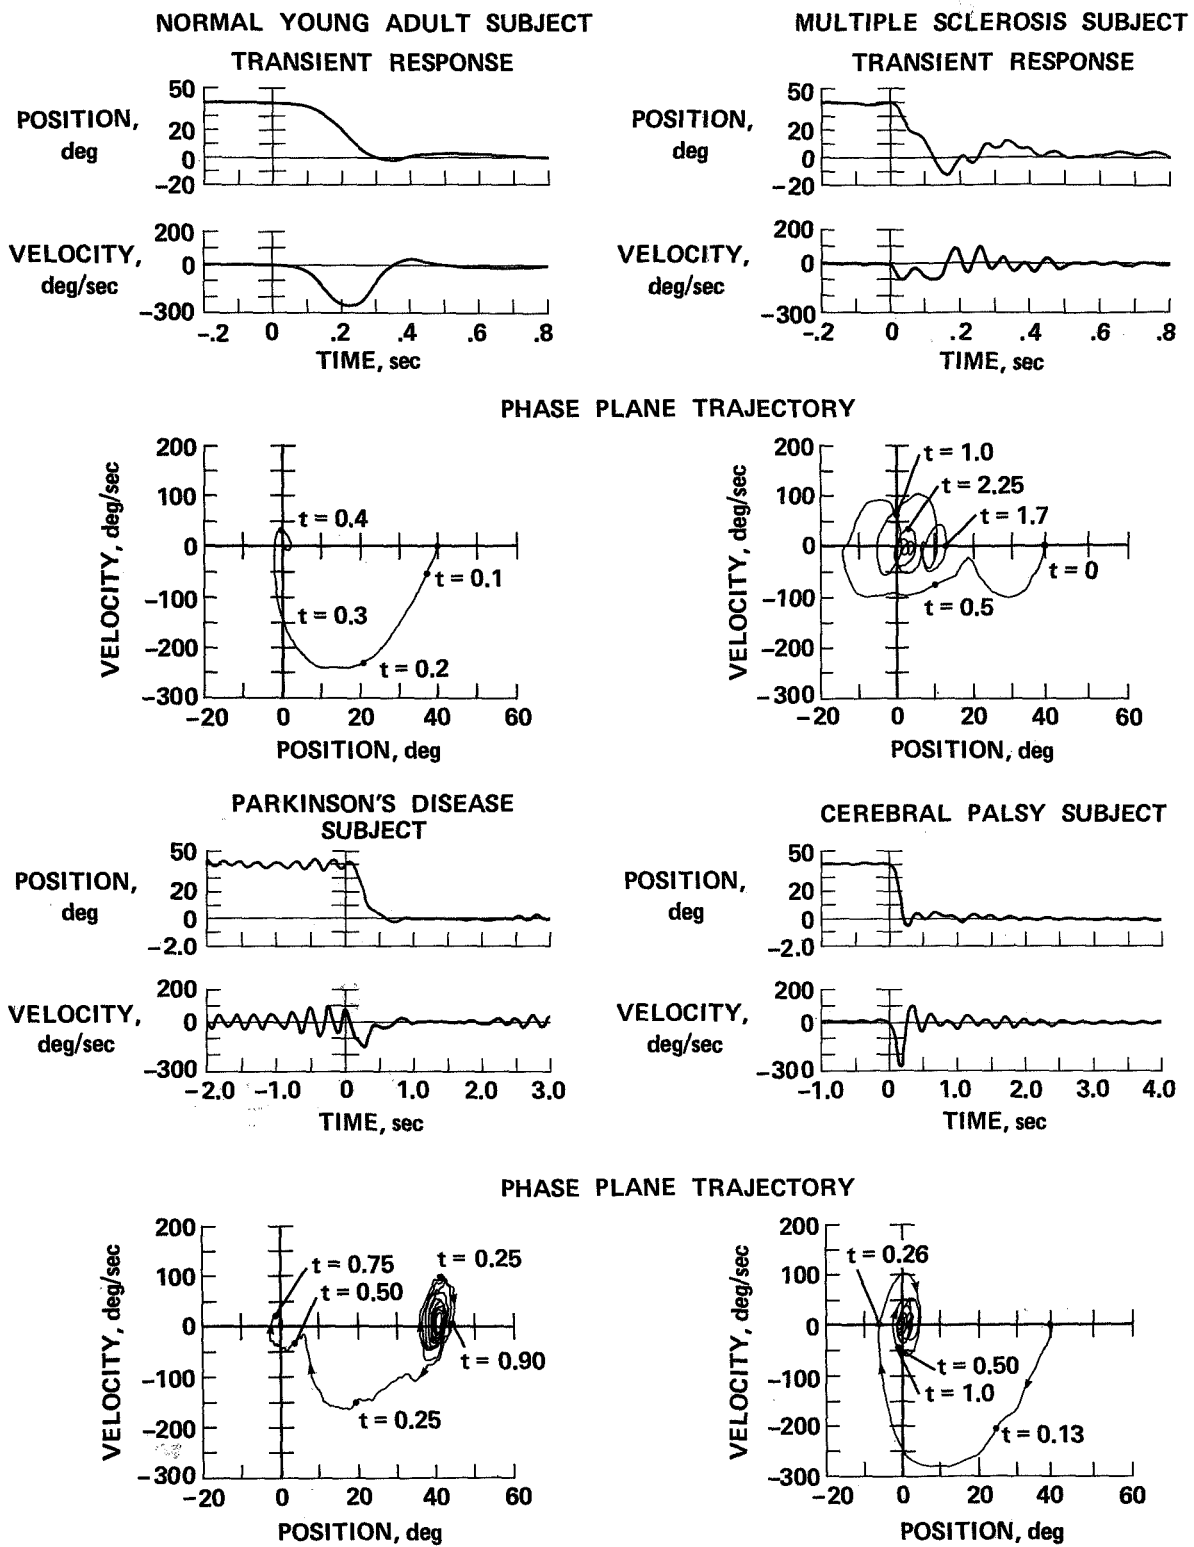 NORMAL YOUNG ADULT SUBJECT
TRANSIENT RESPONSE
POSITION,
deg
50
20
0
-20
VELOCITY,
deg/sec
200
0
-300
-.2 0 .2 .4 .6 .8
TIME, sec
MULTIPLE SCLEROSIS SUBJECT
TRANSIENT RESPONSE
POSITION,
deg
50
20
0
-20
VELOCITY,
deg/sec
200
0
-300
-.2 0 .2 .4 .6 .8
TIME, sec
PHASE PLANE TRAJECTORY
VELOCITY, deg/sec
200
100
0
-100
-200
-300
t = 0.4
t = 0.1
t = 0.3
t = 0.2
-20 0 20 40 60
POSITION, deg
VELOCITY, deg/sec
200
100
0
-100
-200
-300
t = 1.0
t = 2.25
t = 1.7
t = 0
t = 0.5
-20 0 20 40 60
POSITION, deg
PARKINSON'S DISEASE
SUBJECT
POSITION,
deg
50
20
0
-2.0
VELOCITY,
deg/sec
200
0
-300
-2.0 -1.0 0 1.0 2.0 3.0
TIME, sec
CEREBRAL PALSY SUBJECT
POSITION,
deg
50
20
0
-2.0
VELOCITY,
deg/sec
200
0
-300
-1.0 0 1.0 2.0 3.0 4.0
TIME, sec
PHASE PLANE TRAJECTORY
VELOCITY, deg/sec
200
100
0
-100
-200
-300
t = 0.25
t = 0.75
t = 0.50
t = 0.90
t = 0.25
-20 0 20 40 60
POSITION, deg
VELOCITY, deg/sec
200
100
0
-100
-200
-300
t = 0.26
t = 0.50
t = 1.0
t = 0.13
-20 0 20 40 60
POSITION, deg